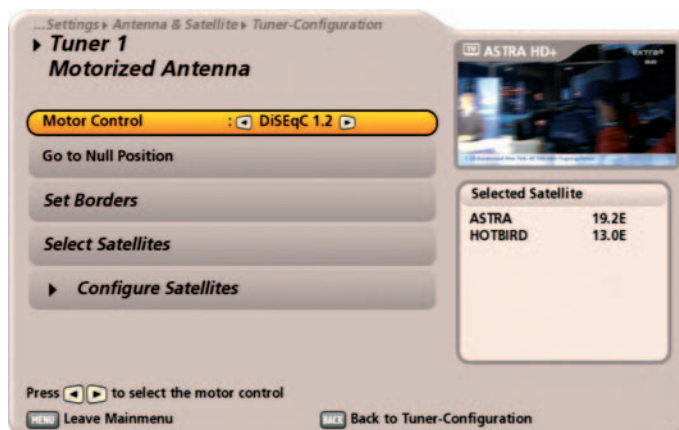 ...Settings▸ Antenna & Satellite▸ Tuner-Configuration
▸ Tuner 1
Motorized Antenna
TV ASTRA HD+
extra
Motor Control : ◀ DiSEqC 1.2 ▶
Go to Null Position
Set Borders
Select Satellites
▸ Configure Satellites
Selected Satellite
ASTRA 19.2E
HOTBIRD 13.0E
Press ◀ ▶ to select the motor control
MENU Leave Mainmenu
BACK Back to Tuner-Configuration